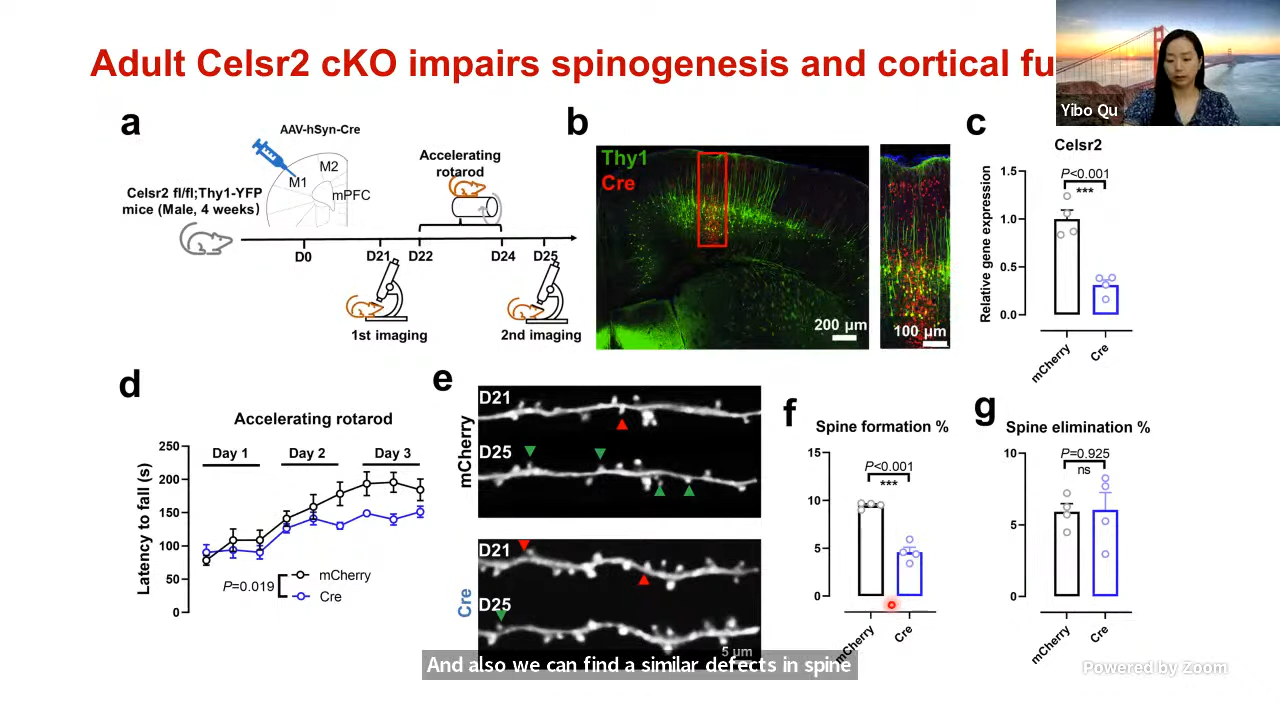 Adult Celsr2 cKO impairs spinogenesis and cortical fu
Yibo Qu
a
AAV-hSyn-Cre
M2
M1
mPFC
Celsr2 fl/fl;Thy1-YFP
mice (Male, 4 weeks)
Accelerating
rotarod
D0
D21
D22
D24
D25
1st imaging
2nd imaging
b
Thy1
Cre
200 μm
100 μm
c
Celsr2
P<0.001
***
Relative gene expression
1.5
1.0
0.5
0.0
mCherry
Cre
d
Accelerating rotarod
Day 1
Day 2
Day 3
Latency to fall (s)
250
200
150
100
50
0
P=0.019
mCherry
Cre
e
mCherry
D21
D25
Cre
D21
D25
5 μm
f
Spine formation %
P<0.001
***
15
10
5
0
mCherry
Cre
g
Spine elimination %
P=0.925
ns
10
5
0
mCherry
Cre
And also we can find a similar defects in spine
Powered by Zoom